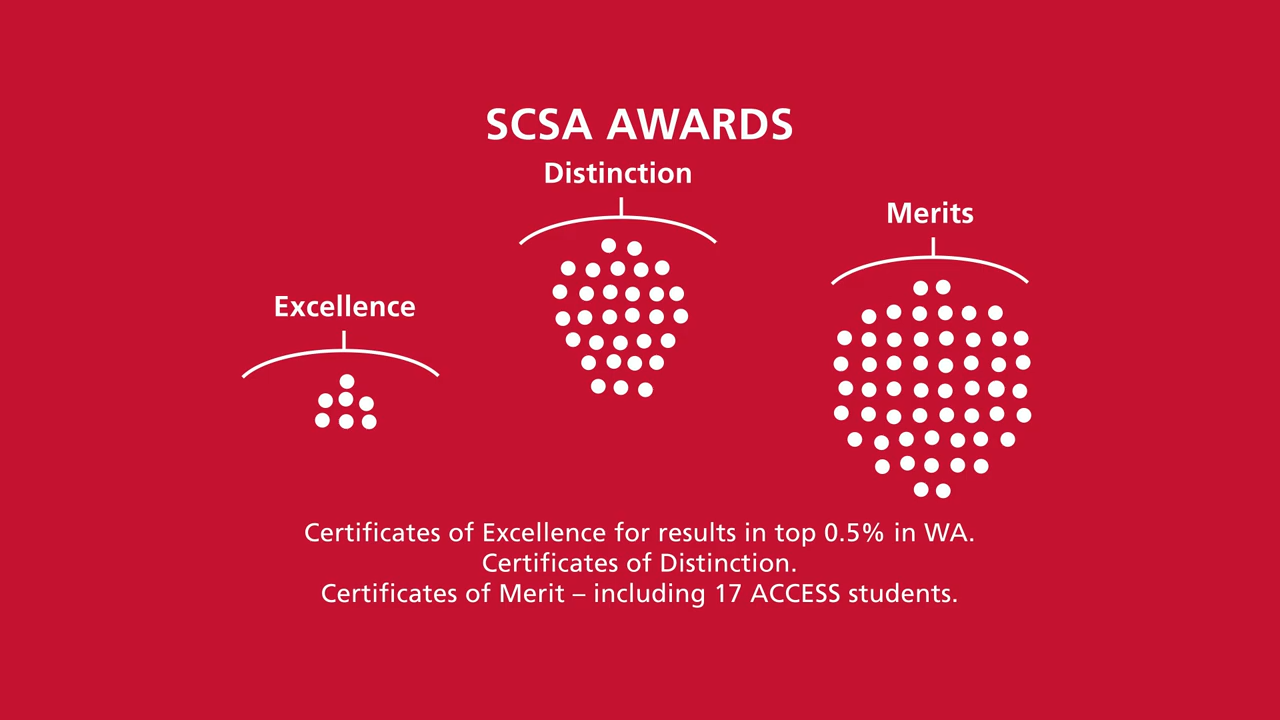 SCSA AWARDS
Distinction
Merits
Excellence
Certificates of Excellence for results in top 0.5% in WA.
Certificates of Distinction.
Certificates of Merit – including 17 ACCESS students.